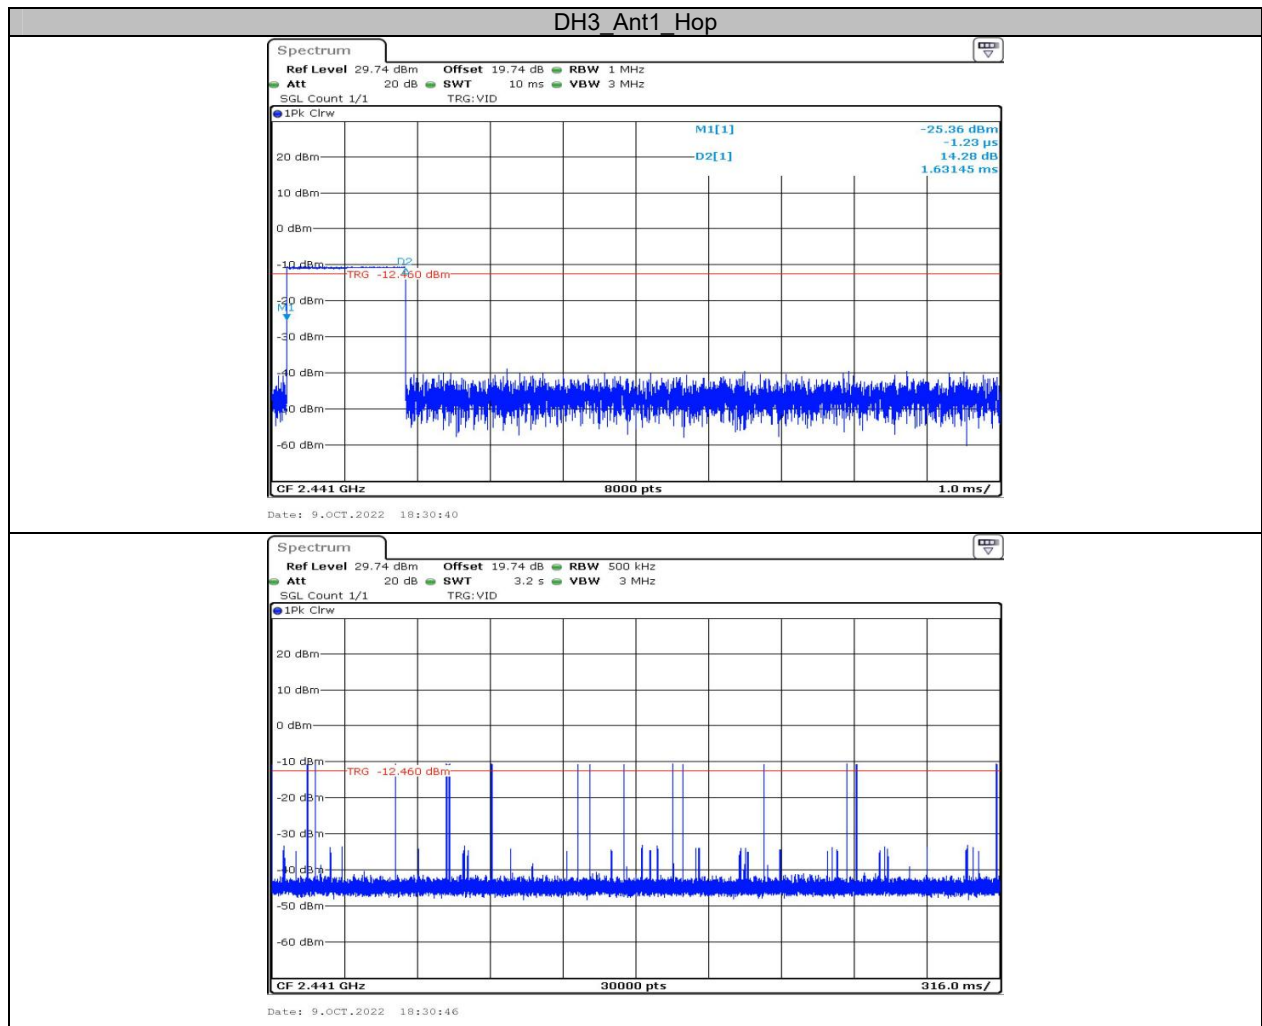 DH3_Ant1_Hop
Spectrum
Ref Level 29.74 dBm Offset 19.74 dB RBW 1 MHz
Att 20 dB SWT 10 ms VBW 3 MHz
SGL Count 1/1 TRG:VID
1Pk Clrw
M1[1] -25.36 dBm
-1.23 µs
20 dBm D2[1] 14.28 dB
1.63145 ms
10 dBm
0 dBm
-10 dBm D2
TRG -12.460 dBm
-20 dBm
M1
-30 dBm
-40 dBm
-50 dBm
-60 dBm
CF 2.441 GHz 8000 pts 1.0 ms/
Date: 9.OCT.2022 18:30:40
Spectrum
Ref Level 29.74 dBm Offset 19.74 dB RBW 500 kHz
Att 20 dB SWT 3.2 s VBW 3 MHz
SGL Count 1/1 TRG:VID
1Pk Clrw
20 dBm
10 dBm
0 dBm
-10 dBm
TRG -12.460 dBm
-20 dBm
-30 dBm
-40 dBm
-50 dBm
-60 dBm
CF 2.441 GHz 30000 pts 316.0 ms/
Date: 9.OCT.2022 18:30:46